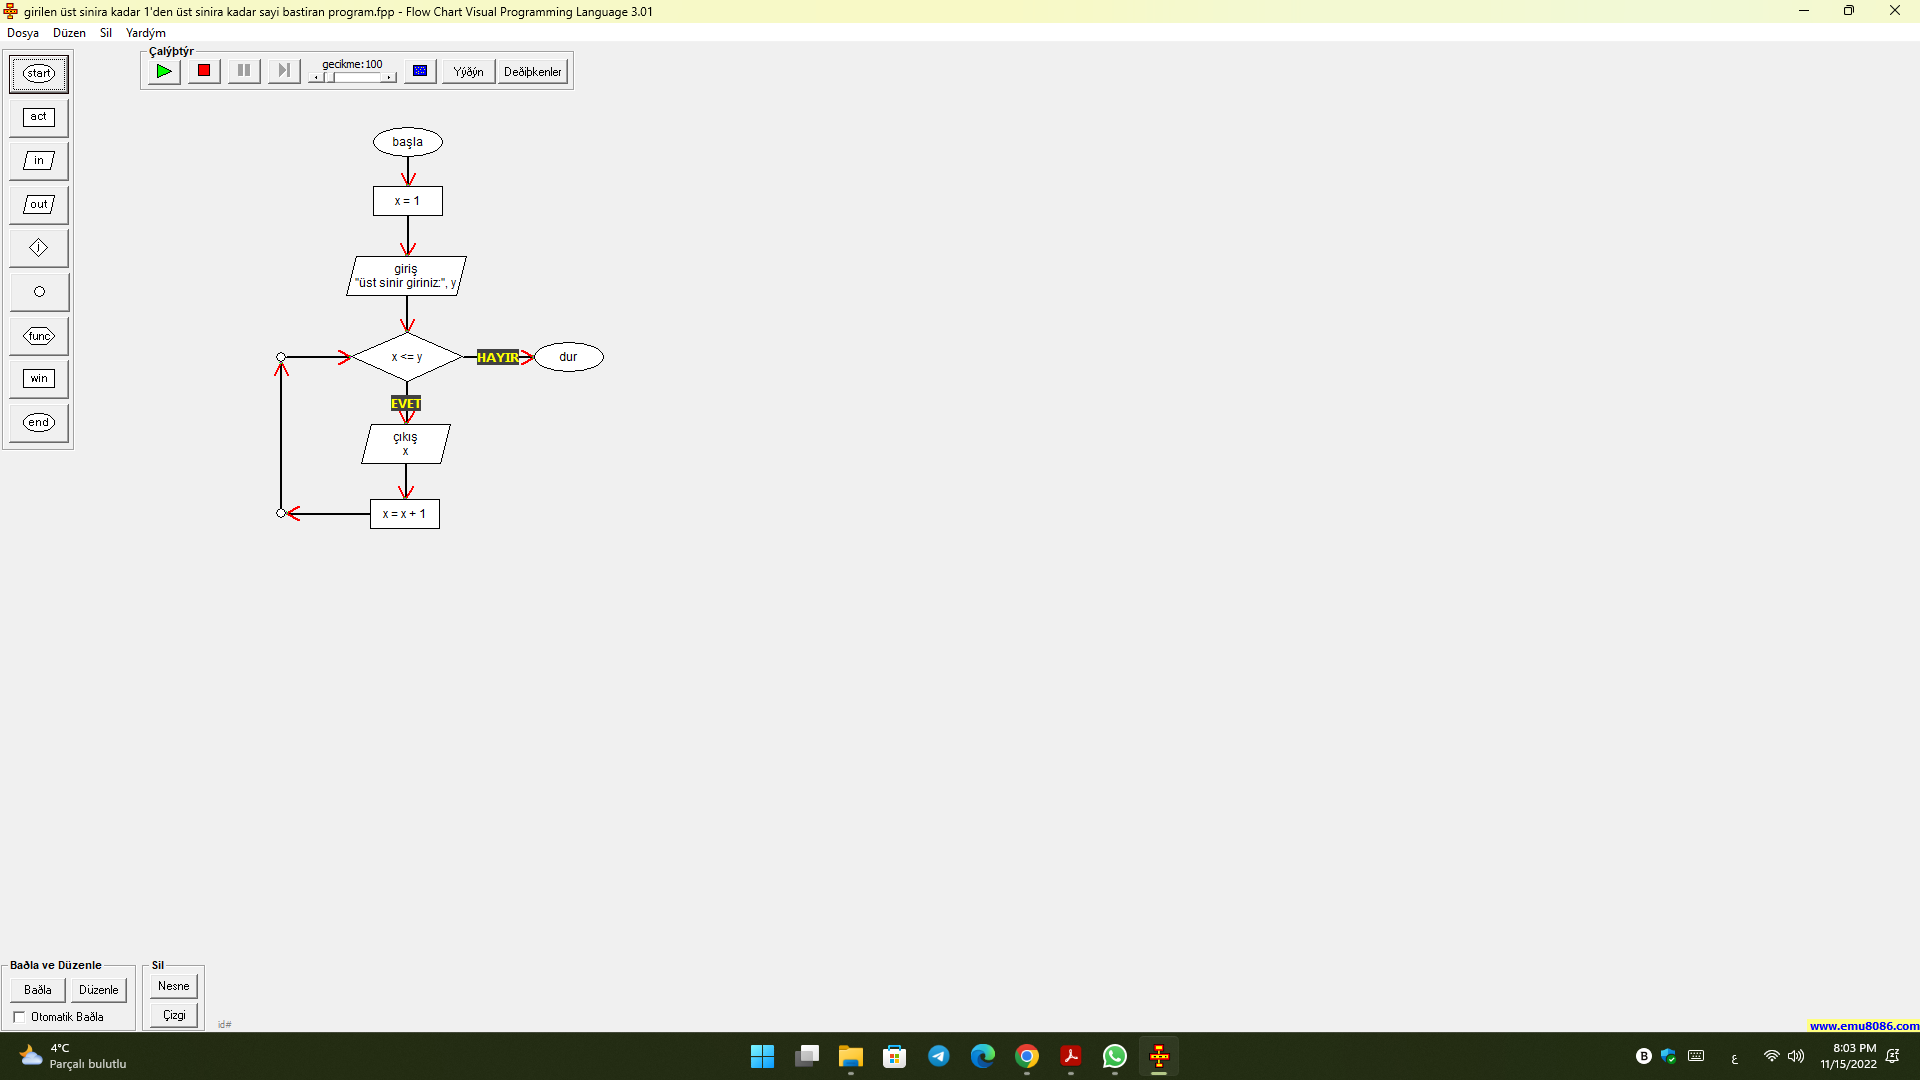 girilen üst sinira kadar 1'den üst sinira kadar sayi bastiran program.fpp - Flow Chart Visual Programming Language 3.01
Dosya Düzen Sil Yardým
Çalýþtýr
gecikme:100
Yýðýn
Deðiþkenler
start
act
in
out
j
func
win
end
başla
x = 1
giriş
"üst sinir giriniz:", y
x <= y
HAYIR
dur
EVET
çıkış
x
x = x + 1
Baðla ve Düzenle
Baðla
Düzenle
Otomatik Baðla
Sil
Nesne
Çizgi
id#
www.emu8086.com
4°C
Parçalı bulutlu
B
ع
8:03 PM
11/15/2022